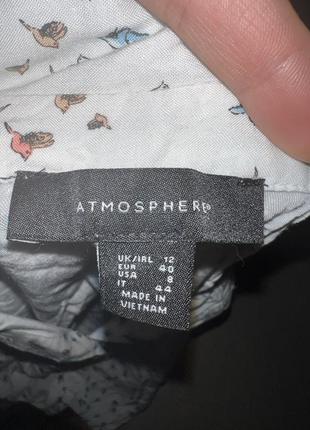 ATMOSPHERE®
UK/IRL 12
EUR 40
USA 8
IT 44
MADE IN
VIETNAM